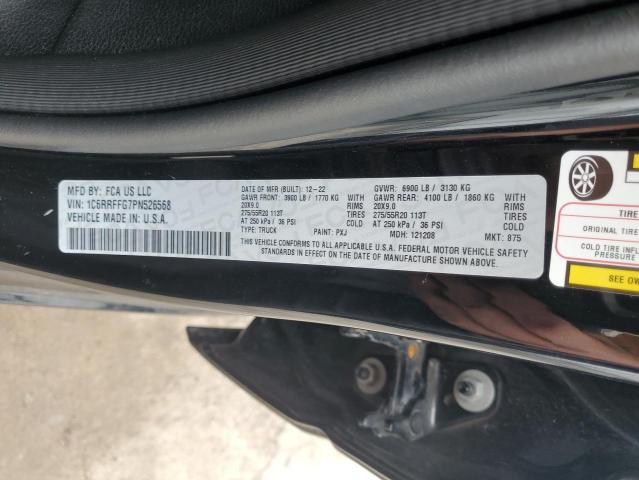 MFD BY: FCA US LLC
VIN: 1C6RRFFG7PN526568
VEHICLE MADE IN: U.S.A.
DATE OF MFR (BUILT): 12-22 GVWR: 6900 LB / 3130 KG
GAWR FRONT: 3900 LB / 1770 KG WITH GAWR REAR: 4100 LB / 1860 KG WITH
20X9.0 RIMS 20X9.0 RIMS
275/55R20 113T TIRES 275/55R20 113T TIRES
AT 250 kPa / 36 PSI COLD AT 250 kPa / 36 PSI COLD
TYPE: TRUCK PAINT: PXJ MDH: 121208 MKT: 875
THIS VEHICLE CONFORMS TO ALL APPLICABLE U.S.A. FEDERAL MOTOR VEHICLE SAFETY
STANDARDS IN EFFECT ON THE DATE OF MANUFACTURE SHOWN ABOVE.
ORIGINAL TIRE
TIRE
COLD TIRE INFL
PRESSURE
SEE OW